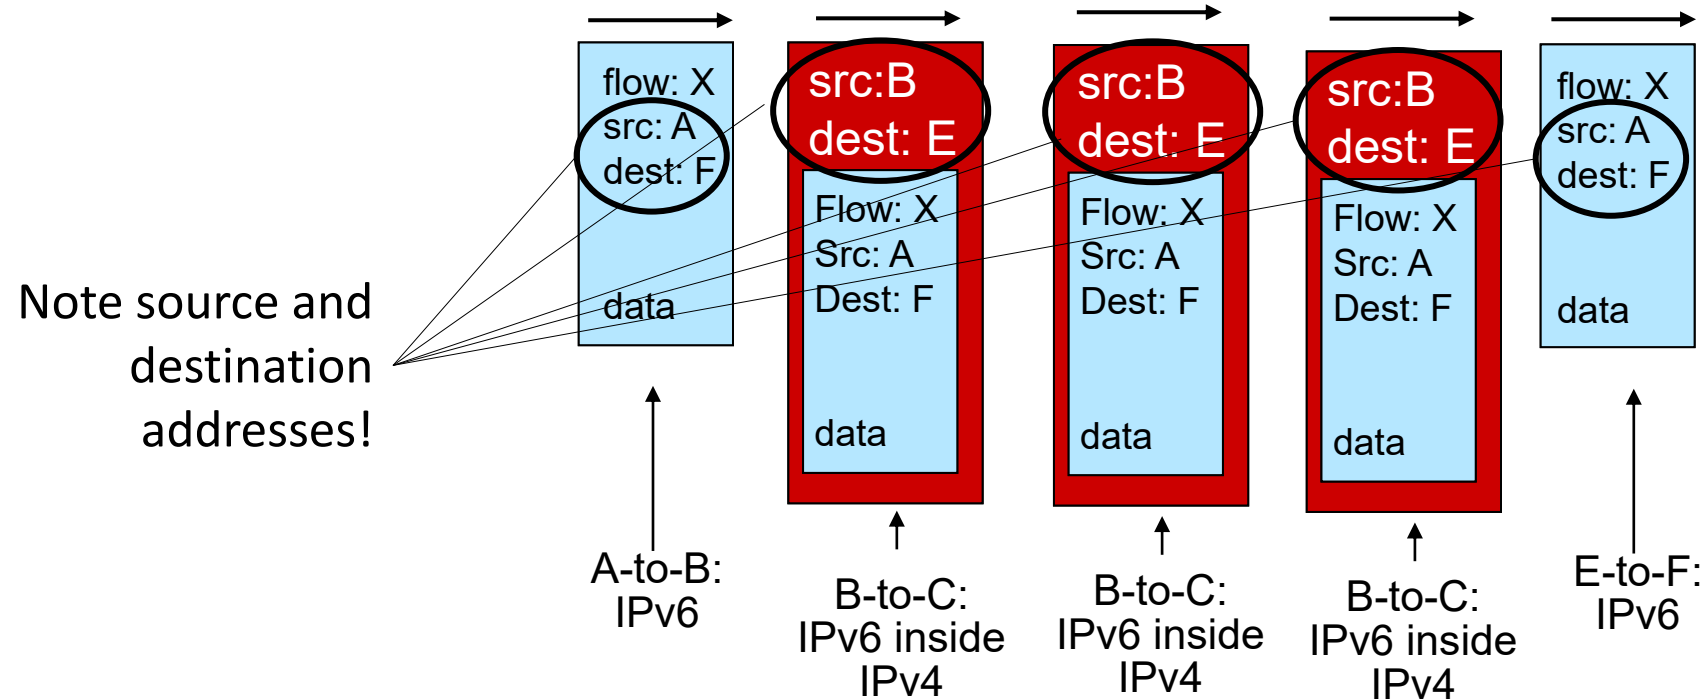 Note source and
destination
addresses!
flow: X
src: A
dest: F
data
A-to-B:
IPv6
src:B
dest: E
Flow: X
Src: A
Dest: F
data
B-to-C:
IPv6 inside
IPv4
src:B
dest: E
Flow: X
Src: A
Dest: F
data
B-to-C:
IPv6 inside
IPv4
src:B
dest: E
Flow: X
Src: A
Dest: F
data
B-to-C:
IPv6 inside
IPv4
flow: X
src: A
dest: F
data
E-to-F:
IPv6